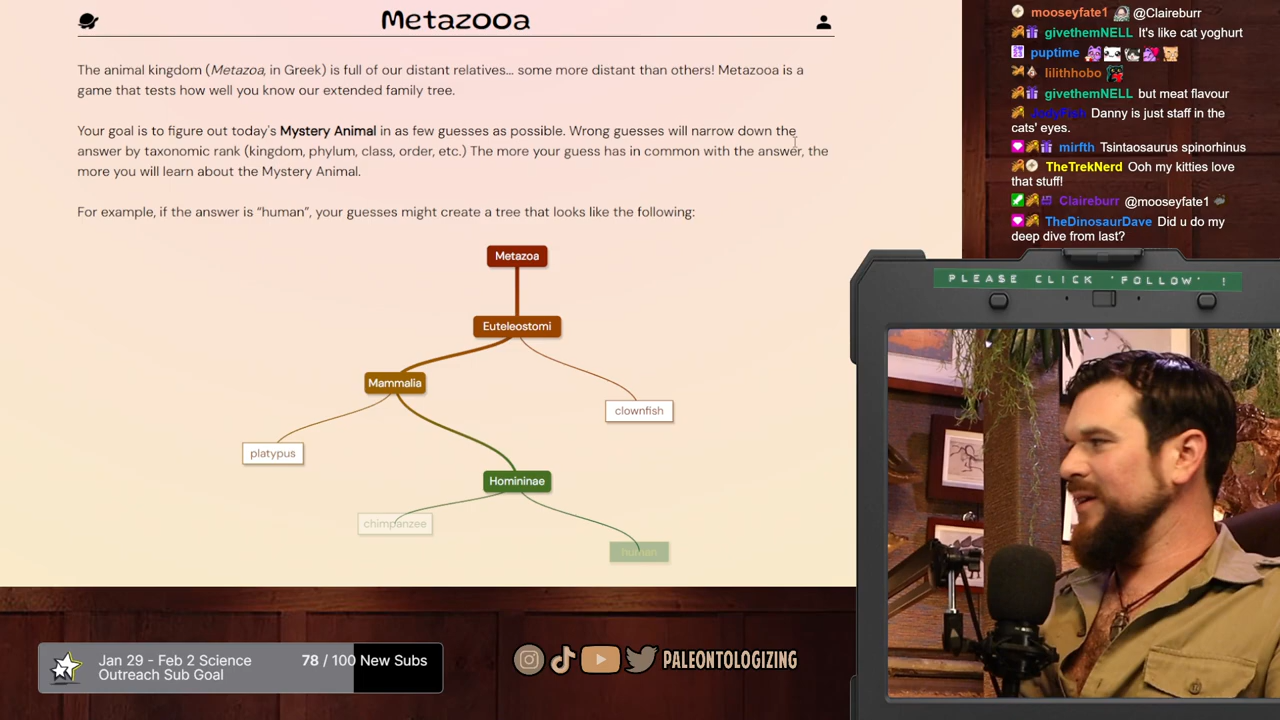 Metazooa
The animal kingdom (Metazoa, in Greek) is full of our distant relatives... some more distant than others! Metazooa is a
game that tests how well you know our extended family tree.
Your goal is to figure out today's Mystery Animal in as few guesses as possible. Wrong guesses will narrow down the
answer by taxonomic rank (kingdom, phylum, class, order, etc.) The more your guess has in common with the answer, the
more you will learn about the Mystery Animal.
For example, if the answer is “human”, your guesses might create a tree that looks like the following:
Metazoa
Euteleostomi
Mammalia
clownfish
platypus
Homininae
chimpanzee
human
Jan 29 - Feb 2 Science
Outreach Sub Goal
78 / 100 New Subs
PALEONTOLOGIZING
mooseyfate1 @Claireburr
givethemNELL It's like cat yoghurt
puptime
lilithhobo
givethemNELL but meat flavour
JudyFish Danny is just staff in the
cats' eyes.
mirfth Tsintaosaurus spinorhinus
TheTrekNerd Ooh my kitties love
that stuff!
Claireburr @mooseyfate1
TheDinosaurDave Did u do my
deep dive from last?
PLEASE CLICK 'FOLLOW' !